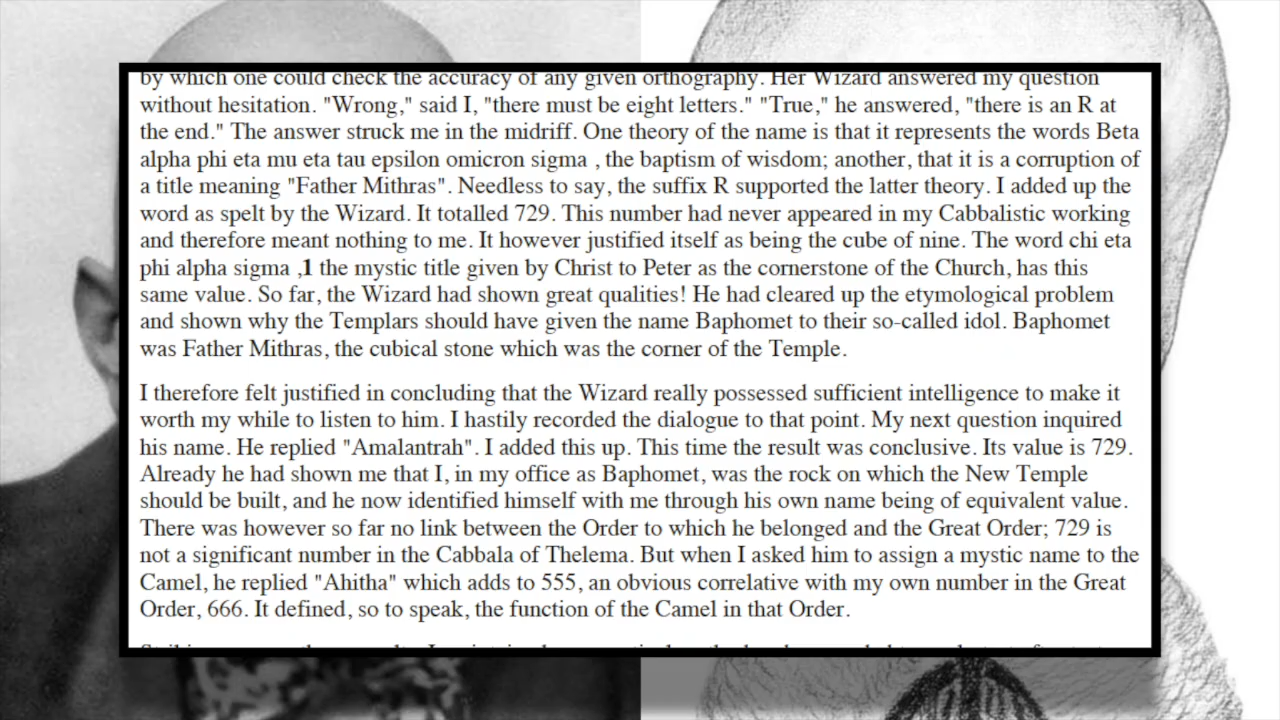 by which one could check the accuracy of any given orthography. Her Wizard answered my question
without hesitation. "Wrong," said I, "there must be eight letters." "True," he answered, "there is an R at
the end." The answer struck me in the midriff. One theory of the name is that it represents the words Beta
alpha phi eta mu eta tau epsilon omicron sigma , the baptism of wisdom; another, that it is a corruption of
a title meaning "Father Mithras". Needless to say, the suffix R supported the latter theory. I added up the
word as spelt by the Wizard. It totalled 729. This number had never appeared in my Cabbalistic working
and therefore meant nothing to me. It however justified itself as being the cube of nine. The word chi eta
phi alpha sigma ,1 the mystic title given by Christ to Peter as the cornerstone of the Church, has this
same value. So far, the Wizard had shown great qualities! He had cleared up the etymological problem
and shown why the Templars should have given the name Baphomet to their so-called idol. Baphomet
was Father Mithras, the cubical stone which was the corner of the Temple.
I therefore felt justified in concluding that the Wizard really possessed sufficient intelligence to make it
worth my while to listen to him. I hastily recorded the dialogue to that point. My next question inquired
his name. He replied "Amalantrah". I added this up. This time the result was conclusive. Its value is 729.
Already he had shown me that I, in my office as Baphomet, was the rock on which the New Temple
should be built, and he now identified himself with me through his own name being of equivalent value.
There was however so far no link between the Order to which he belonged and the Great Order; 729 is
not a significant number in the Cabbala of Thelema. But when I asked him to assign a mystic name to the
Camel, he replied "Ahitha" which adds to 555, an obvious correlative with my own number in the Great
Order, 666. It defined, so to speak, the function of the Camel in that Order.